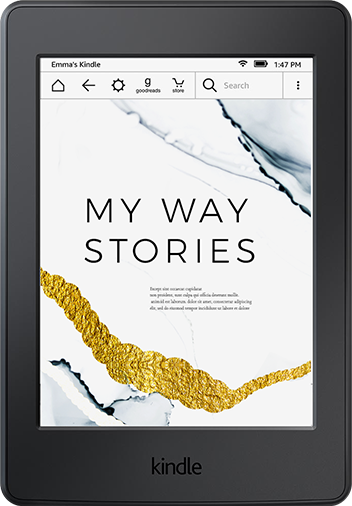 Emma's Kindle 1:47 PM
goodreads store Search
MY WAY
STORIES
Except sint occaecat cupidatat
non proident, sunt culpa qui officia deserunt mollit.
animid est laborum. dolor sit amet, consectetur adipiscing
elit, sed do eiusmod tempor incididunt ut labore et dolore
kindle